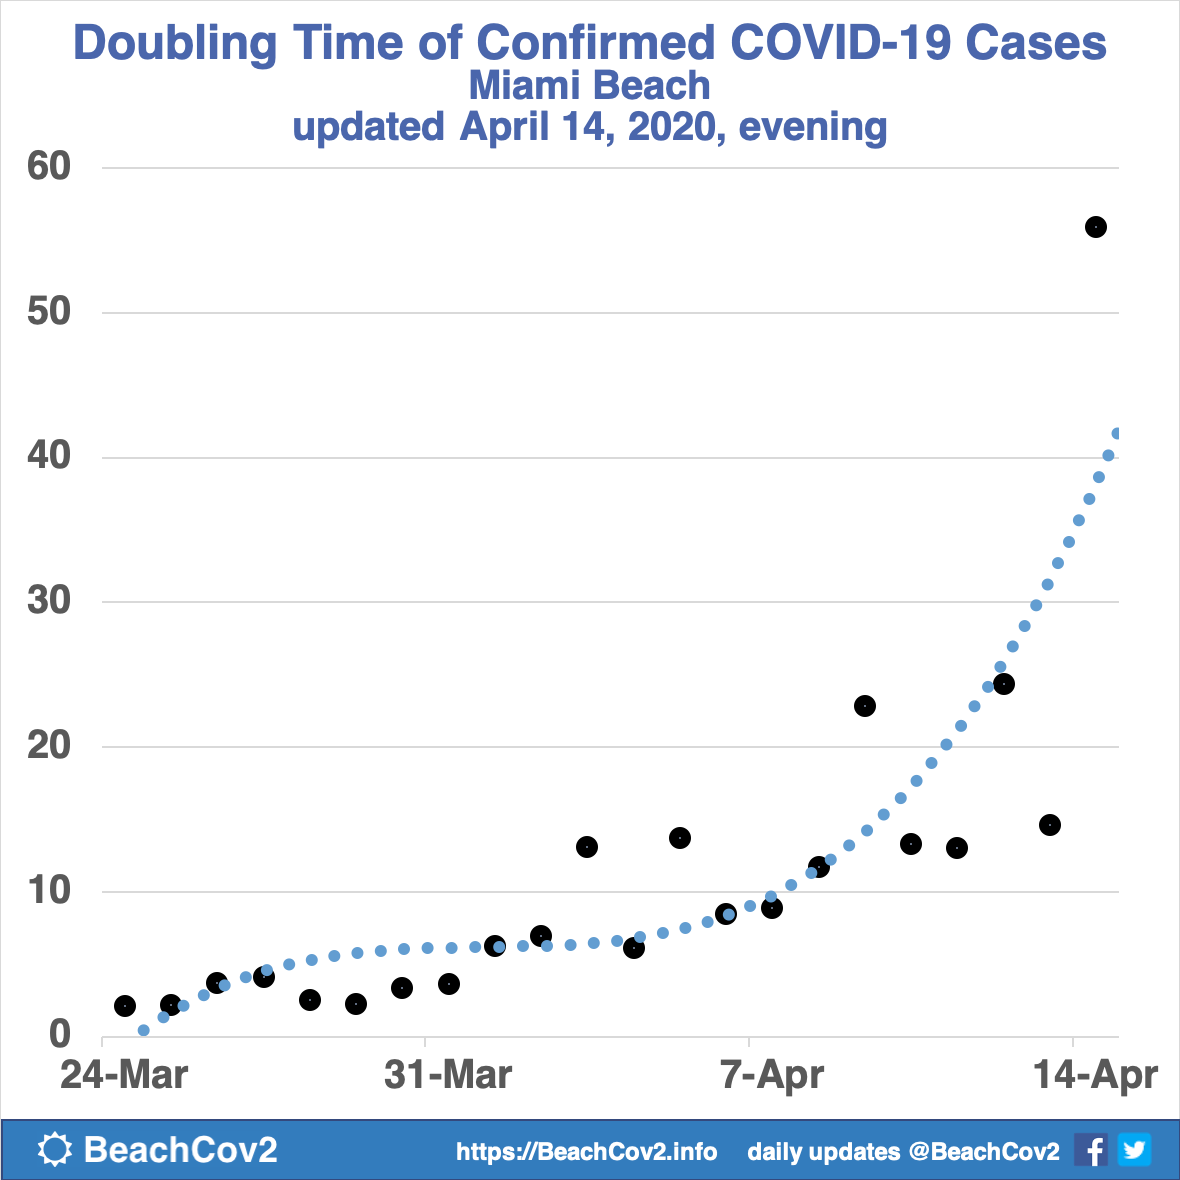 Doubling Time of Confirmed COVID-19 Cases
Miami Beach
updated April 14, 2020, evening
60
50
40
30
20
10
0
24-Mar 31-Mar 7-Apr 14-Apr
BeachCov2 https://BeachCov2.info daily updates @BeachCov2 f